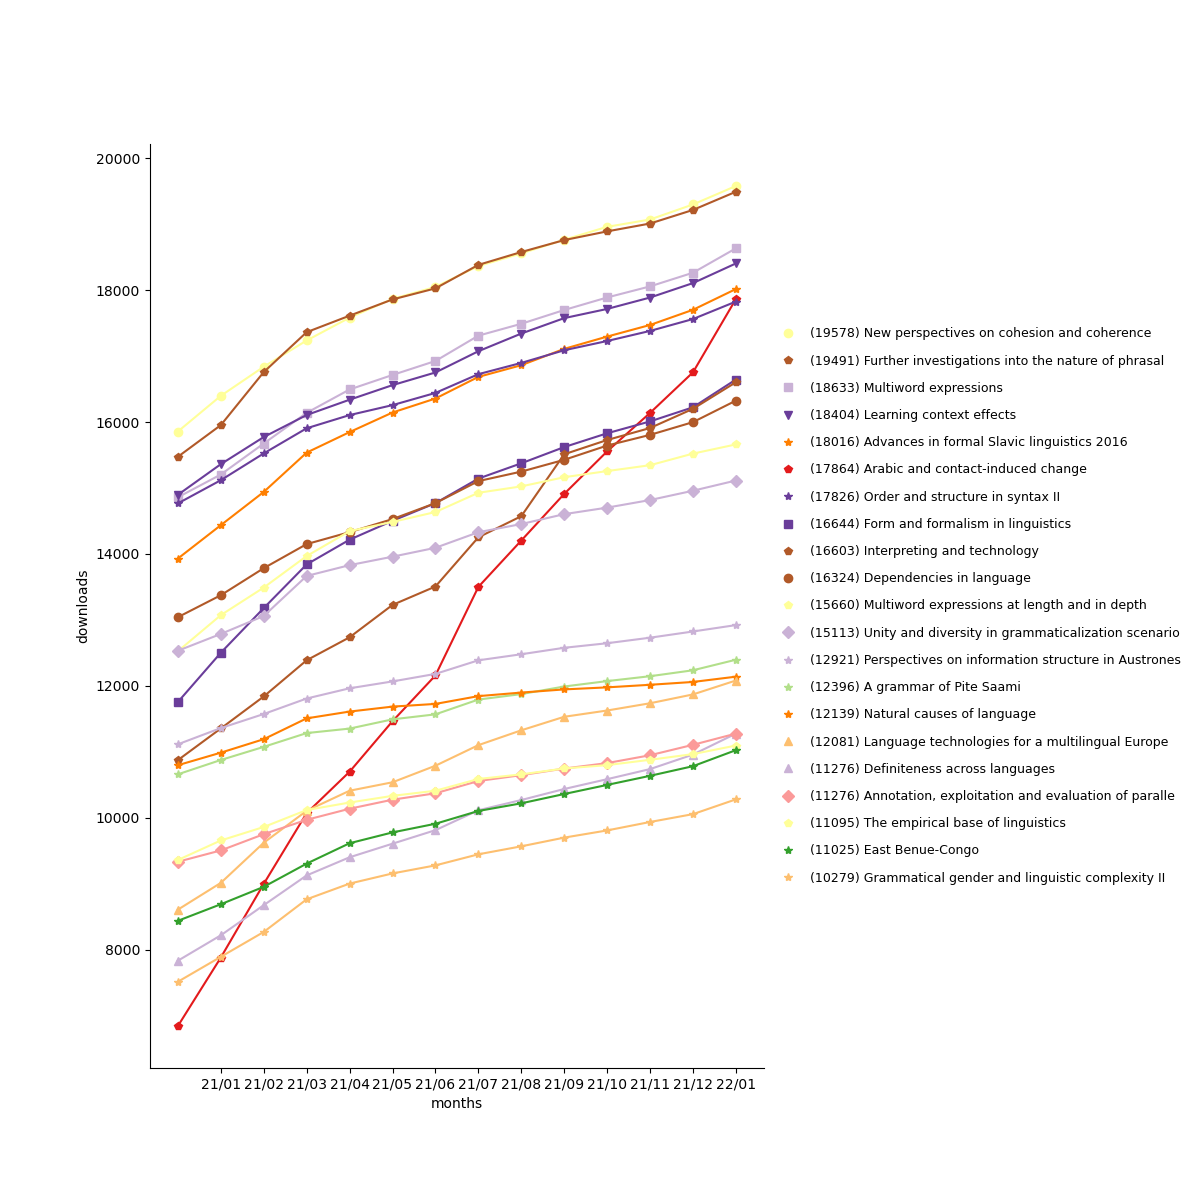 20000
18000
16000
14000
12000
10000
8000
downloads
21/01 21/02 21/03 21/04 21/05 21/06 21/07 21/08 21/09 21/10 21/11 21/12 22/01
months
(19578) New perspectives on cohesion and coherence
(19491) Further investigations into the nature of phrasal
(18633) Multiword expressions
(18404) Learning context effects
(18016) Advances in formal Slavic linguistics 2016
(17864) Arabic and contact-induced change
(17826) Order and structure in syntax II
(16644) Form and formalism in linguistics
(16603) Interpreting and technology
(16324) Dependencies in language
(15660) Multiword expressions at length and in depth
(15113) Unity and diversity in grammaticalization scenario
(12921) Perspectives on information structure in Austrones
(12396) A grammar of Pite Saami
(12139) Natural causes of language
(12081) Language technologies for a multilingual Europe
(11276) Definiteness across languages
(11276) Annotation, exploitation and evaluation of paralle
(11095) The empirical base of linguistics
(11025) East Benue-Congo
(10279) Grammatical gender and linguistic complexity II